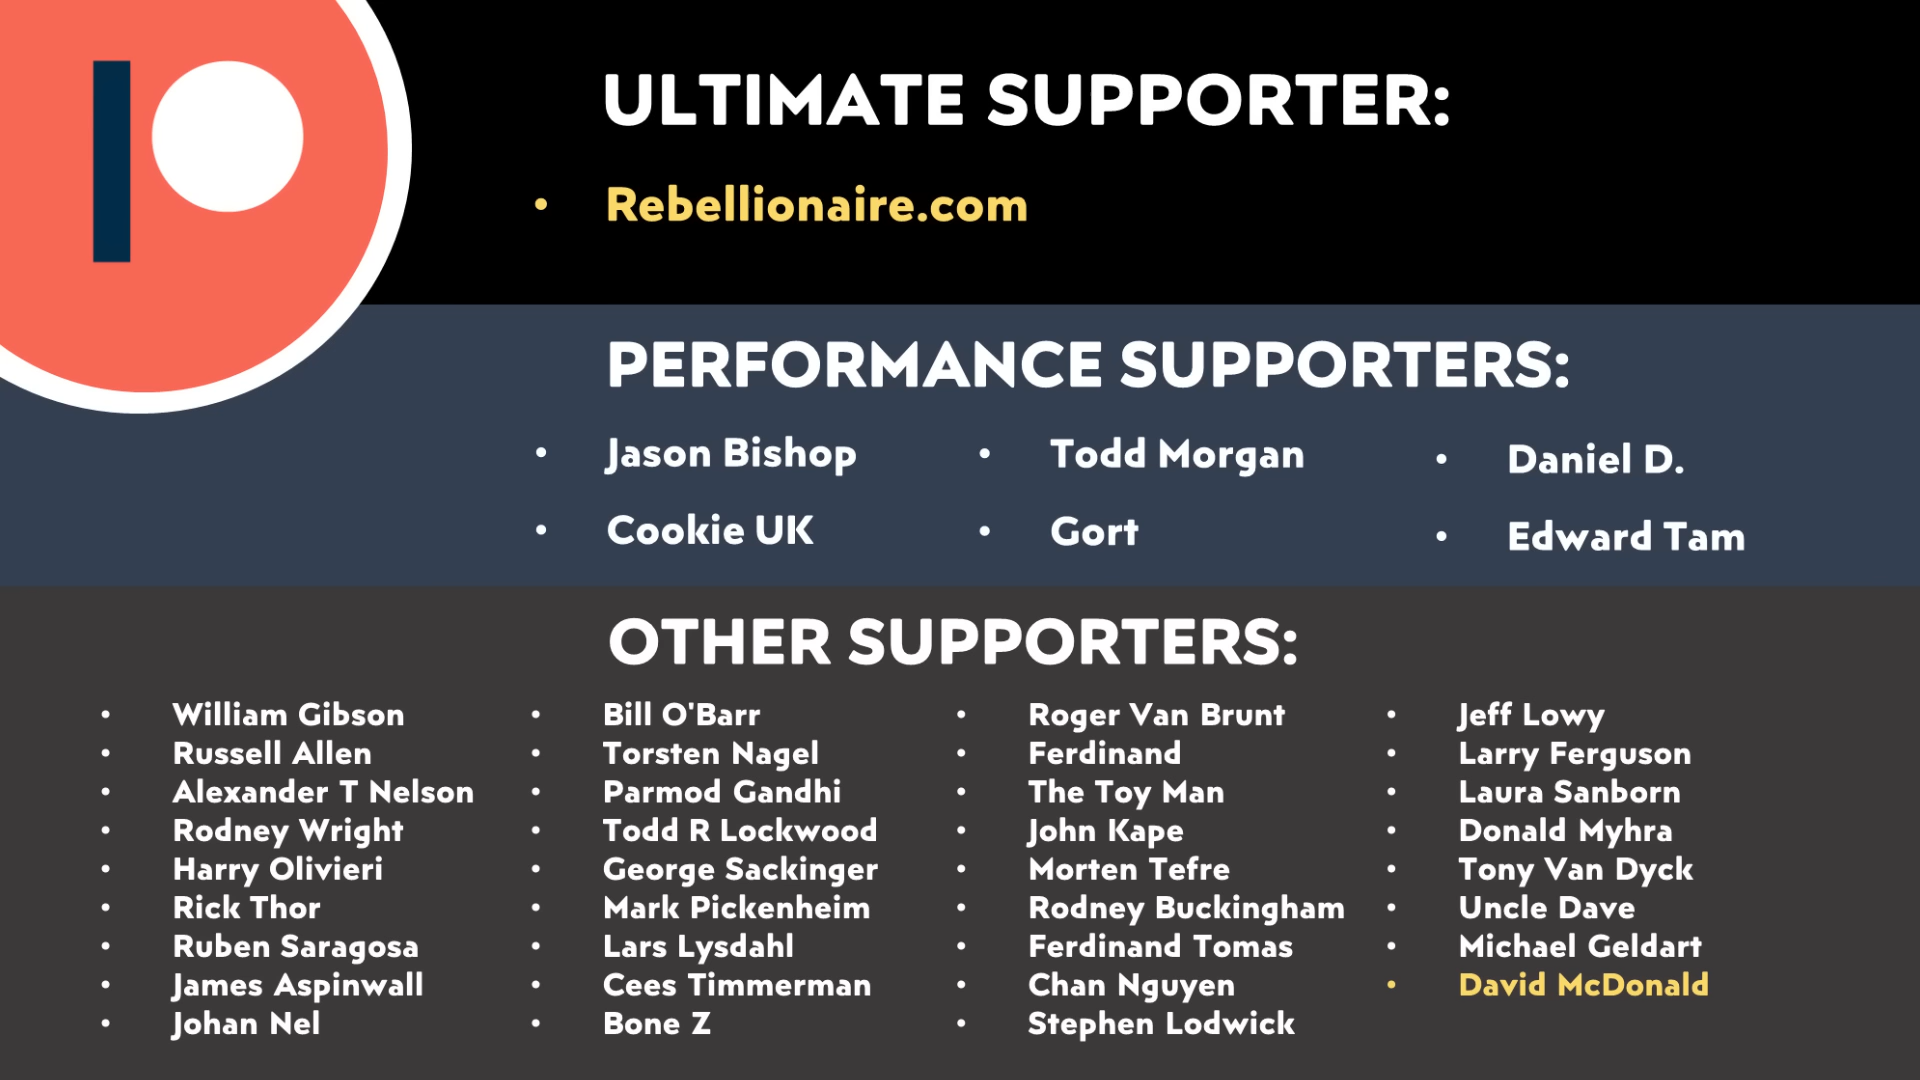 ULTIMATE SUPPORTER:
• Rebellionaire.com
PERFORMANCE SUPPORTERS:
• Jason Bishop
• Cookie UK
• Todd Morgan
• Gort
• Daniel D.
• Edward Tam
OTHER SUPPORTERS:
• William Gibson
• Russell Allen
• Alexander T Nelson
• Rodney Wright
• Harry Olivieri
• Rick Thor
• Ruben Saragosa
• James Aspinwall
• Johan Nel
• Bill O'Barr
• Torsten Nagel
• Parmod Gandhi
• Todd R Lockwood
• George Sackinger
• Mark Pickenheim
• Lars Lysdahl
• Cees Timmerman
• Bone Z
• Roger Van Brunt
• Ferdinand
• The Toy Man
• John Kape
• Morten Tefre
• Rodney Buckingham
• Ferdinand Tomas
• Chan Nguyen
• Stephen Lodwick
• Jeff Lowy
• Larry Ferguson
• Laura Sanborn
• Donald Myhra
• Tony Van Dyck
• Uncle Dave
• Michael Geldart
• David McDonald